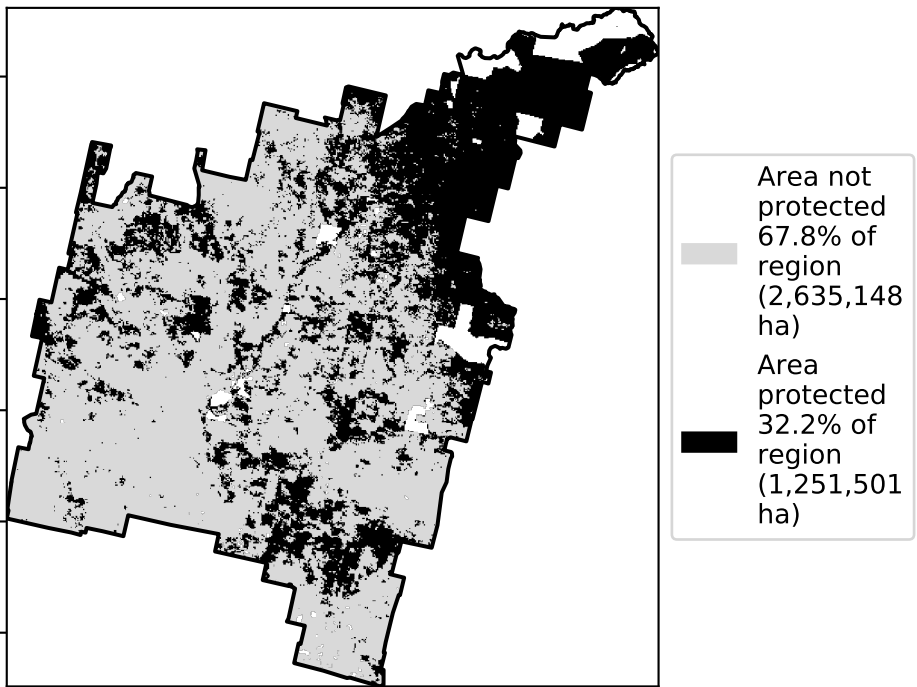 Area not
protected
67.8% of
region
(2,635,148
ha)
Area
protected
32.2% of
region
(1,251,501
ha)